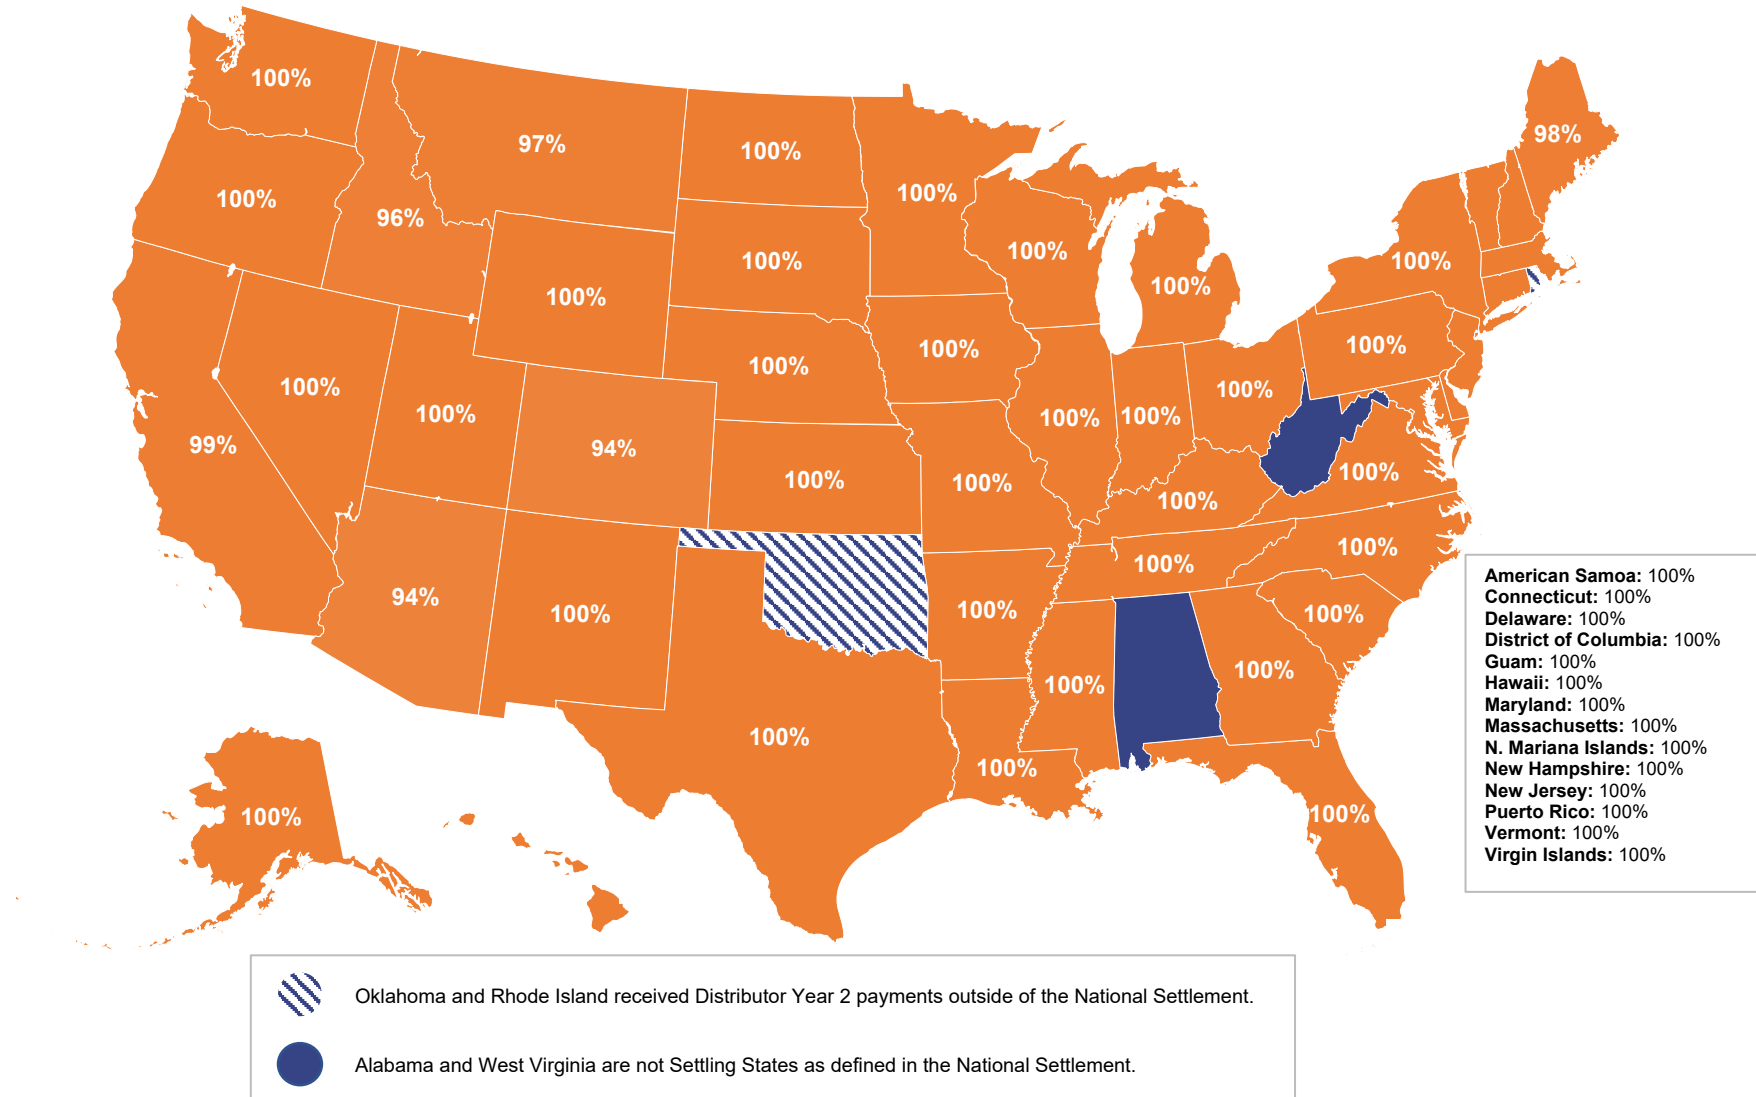 100%
97%
98%
100%
100%
100%
96%
100%
100%
100%
100%
100%
100%
100%
100%
100%
100%
100%
100%
100%
99%
94%
100%
100%
100%
100%
100%
100%
100%
100%
100%
94%
100%
100%
100%
100%
100%
100%
100%
100%
100%
American Samoa: 100%
Connecticut: 100%
Delaware: 100%
District of Columbia: 100%
Guam: 100%
Hawaii: 100%
Maryland: 100%
Massachusetts: 100%
N. Mariana Islands: 100%
New Hampshire: 100%
New Jersey: 100%
Puerto Rico: 100%
Vermont: 100%
Virgin Islands: 100%
Oklahoma and Rhode Island received Distributor Year 2 payments outside of the National Settlement.
Alabama and West Virginia are not Settling States as defined in the National Settlement.